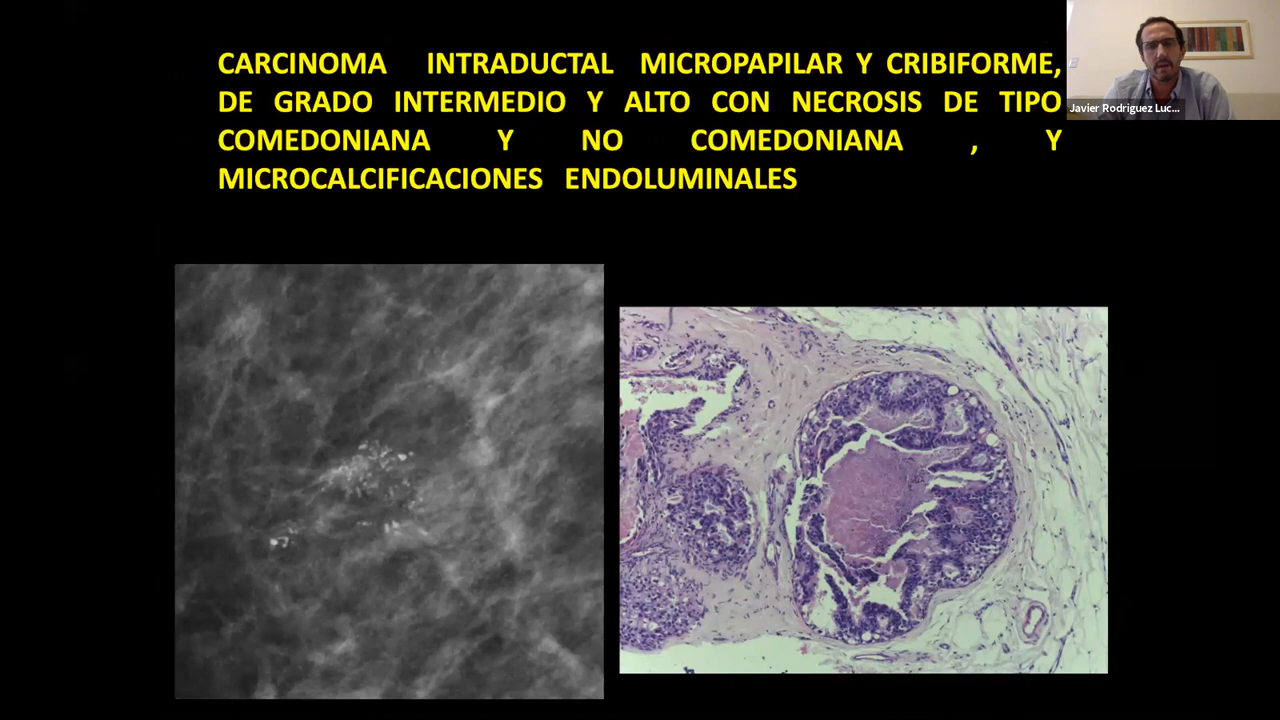 CARCINOMA INTRADUCTAL MICROPAPILAR Y CRIBIFORME,
DE GRADO INTERMEDIO Y ALTO CON NECROSIS DE TIPO
COMEDONIANA Y NO COMEDONIANA , Y
MICROCALCIFICACIONES ENDOLUMINALES
Javier Rodriguez Luc...